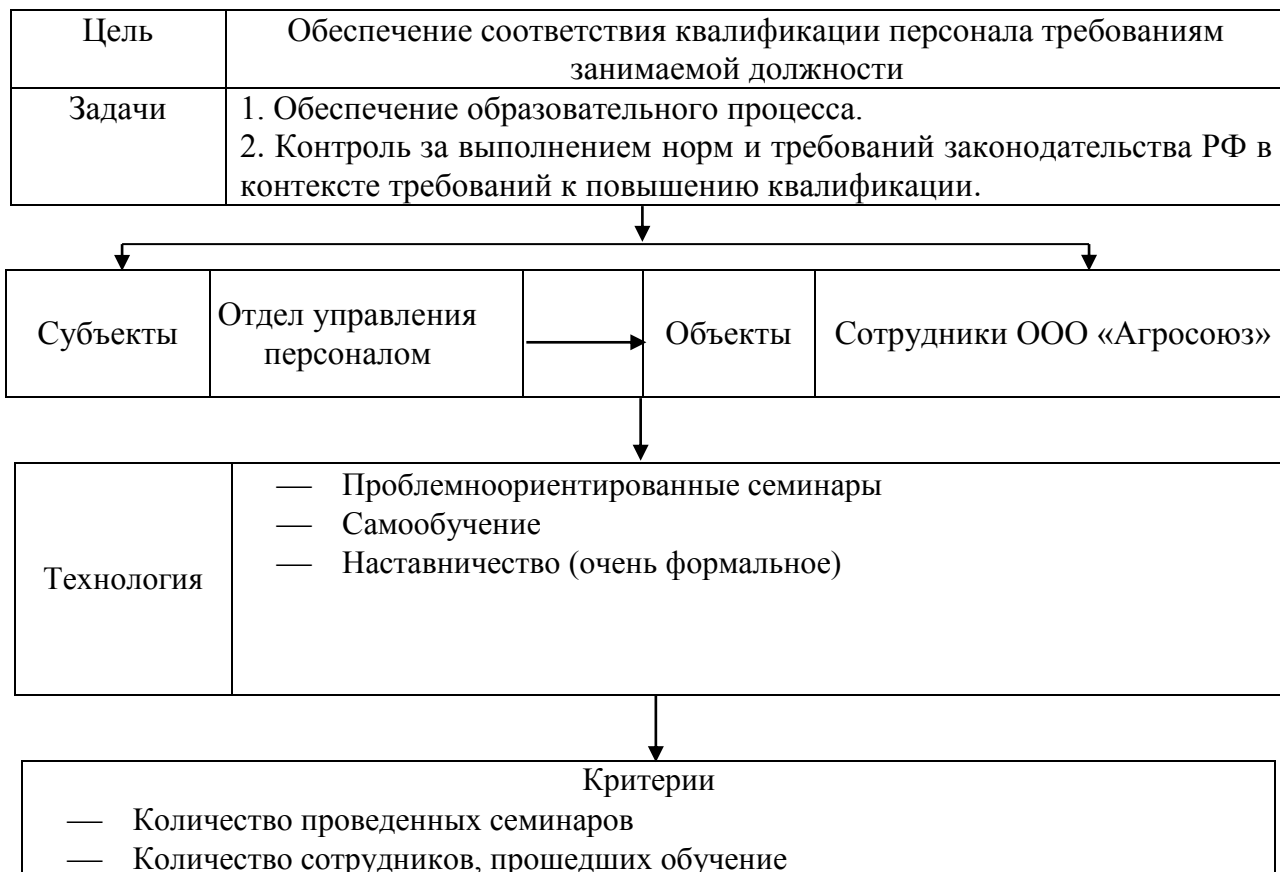 Цель
Обеспечение соответствия квалификации персонала требованиям
занимаемой должности
Задачи
1. Обеспечение образовательного процесса.
2. Контроль за выполнением норм и требований законодательства РФ в
контексте требований к повышению квалификации.
Субъекты
Отдел управления
персоналом
Объекты
Сотрудники ООО «Агросоюз»
Технология
— Проблемноориентированные семинары
— Самообучение
— Наставничество (очень формальное)
Критерии
— Количество проведенных семинаров
— Количество сотрудников, прошедших обучение